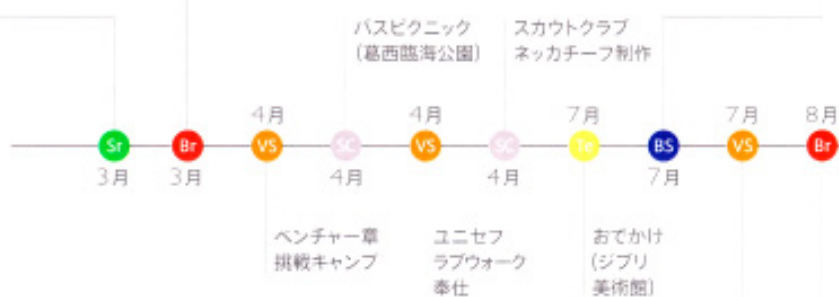 バスピクニック
(葛西臨海公園)
スカウトクラブ
ネッカチーフ制作
4月
4月
7月
7月
8月
Sr
Br
VS
SC
VS
SC
Te
BS
VS
Br
3月
3月
4月
4月
7月
ベンチャー章
挑戦キャンプ
ユニセフ
ラブウォーク
奉仕
おでかけ
(ジブリ
美術館)